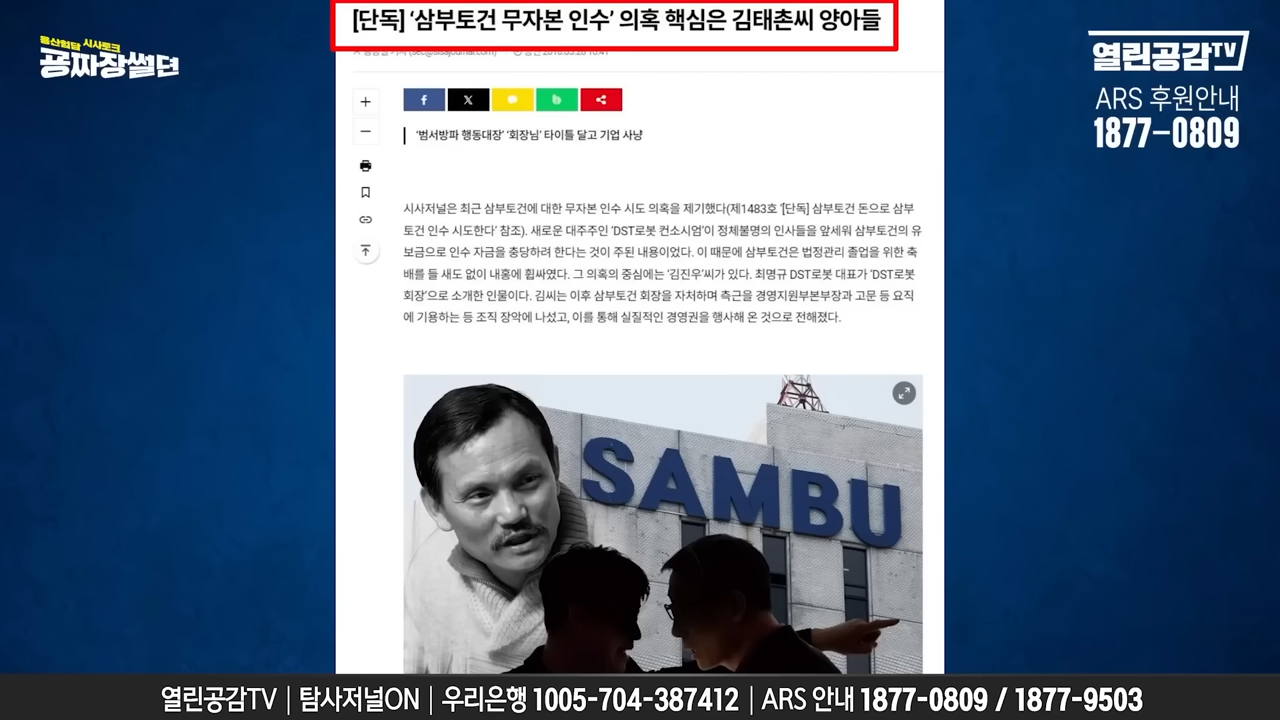 [단독] ‘삼부토건 무자본 인수’ 의혹 핵심은 김태촌씨 양아들
용산협담 시사토크
공짜장썰뎐
열린공감TV
ARS 후원안내
1877-0809
‘범서방파 행동대장’ ‘회장님’ 타이틀 달고 기업 사냥
시사저널은 최근 삼부토건에 대한 무자본 인수 시도 의혹을 제기했다(제1483호 ‘[단독] 삼부토건 돈으로 삼부
토건 인수 시도한다’ 참조). 새로운 대주주인 ‘DST로봇 컨소시엄’이 정체불명의 인사들을 앞세워 삼부토건의 유
보금으로 인수 자금을 충당하려 한다는 것이 주된 내용이었다. 이 때문에 삼부토건은 법정관리 졸업을 위한 축
배를 들 새도 없이 내홍에 휩싸였다. 그 의혹의 중심에는 ‘김진우’씨가 있다. 최명규 DST로봇 대표가 ‘DST로봇
회장’으로 소개한 인물이다. 김씨는 이후 삼부토건 회장을 자처하며 측근을 경영지원부본부장과 고문 등 요직
에 기용하는 등 조직 장악에 나섰고, 이를 통해 실질적인 경영권을 행사해 온 것으로 전해졌다.
SAMBU
열린공감TV | 탐사저널ON | 우리은행 1005-704-387412 | ARS 안내 1877-0809 / 1877-9503